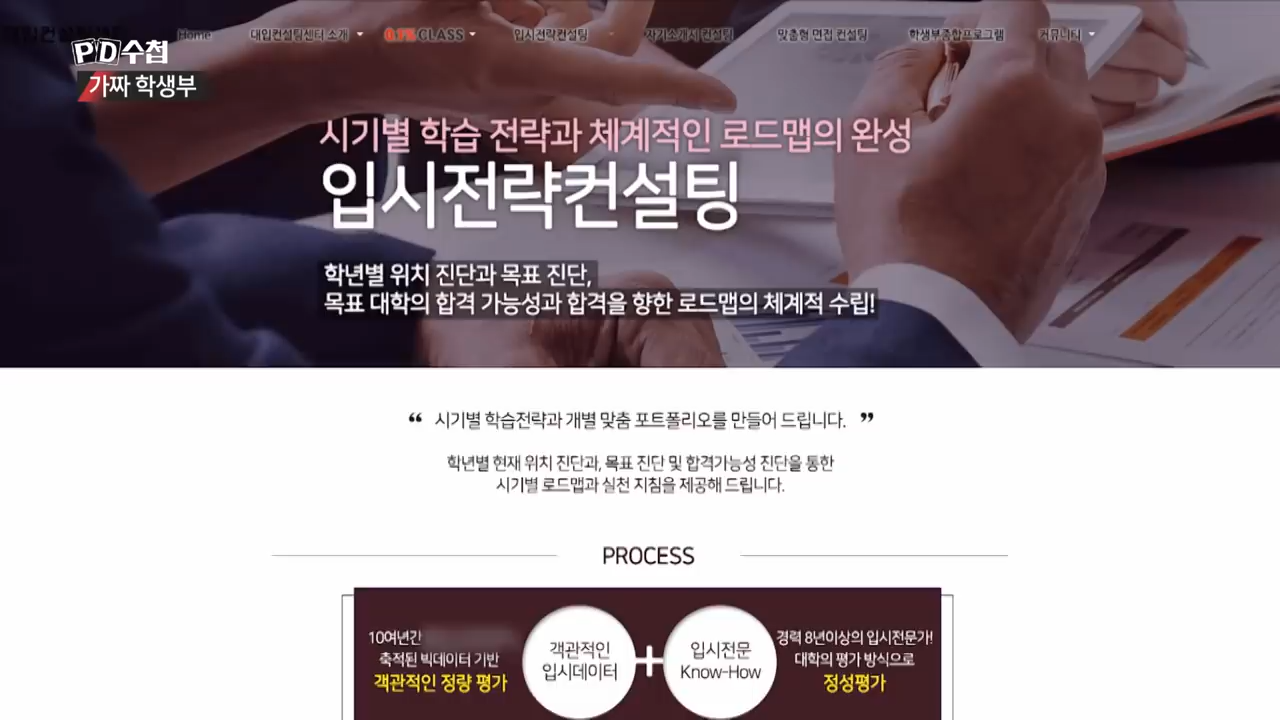 Home 대입컨설팅센터 소개 0.1% CLASS 입시전략컨설팅 자기소개서 컨설팅 맞춤형 면접 컨설팅 학생부종합프로그램 커뮤니티
PD수첩
가짜 학생부
시기별 학습 전략과 체계적인 로드맵의 완성
입시전략컨설팅
학년별 위치 진단과 목표 진단,
목표 대학의 합격 가능성과 합격을 향한 로드맵의 체계적 수립!
“ 시기별 학습전략과 개별 맞춤 포트폴리오를 만들어 드립니다. ”
학년별 현재 위치 진단과, 목표 진단 및 합격가능성 진단을 통한
시기별 로드맵과 실천 지침을 제공해 드립니다.
PROCESS
10여년간
축적된 빅데이터 기반
객관적인 정량 평가
객관적인
입시데이터
+
입시전문
Know-How
경력 8년이상의 입시전문가!
대학의 평가 방식으로
정성평가